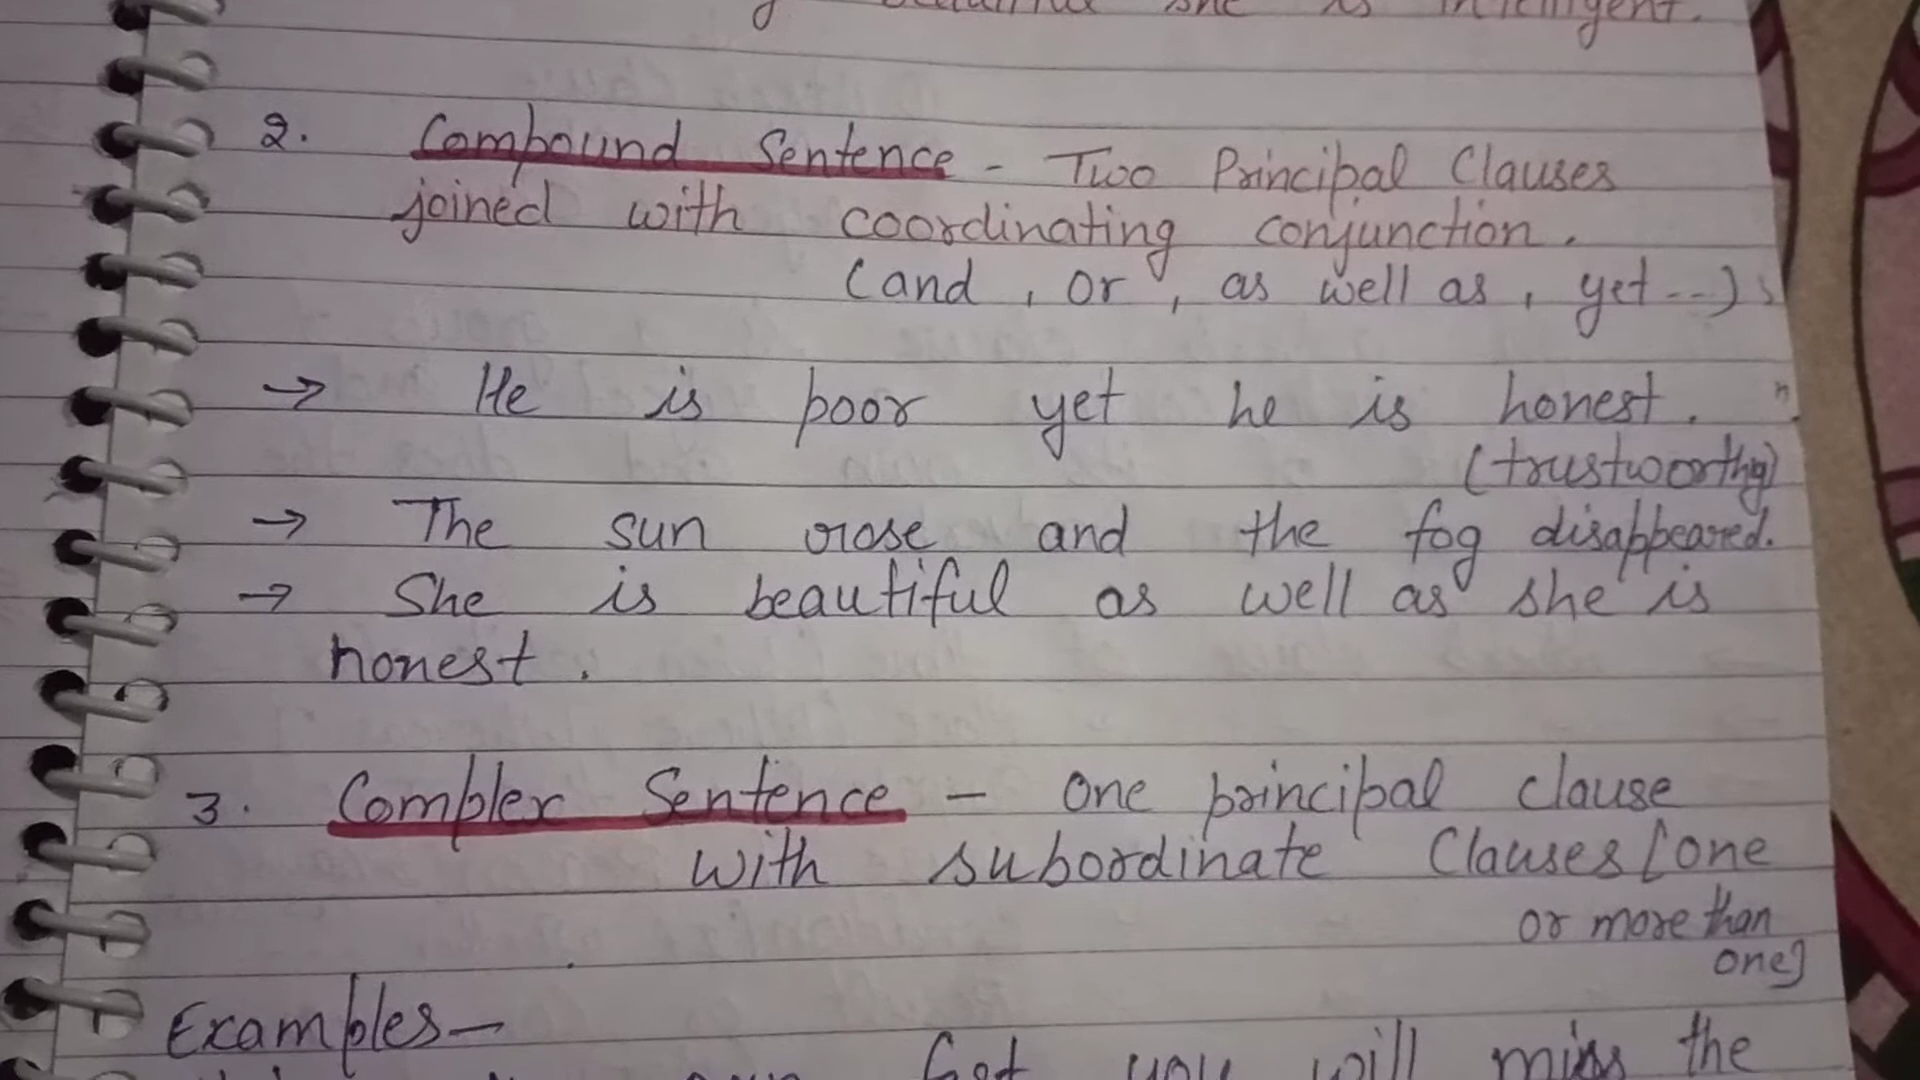 she is intelligent.
2. Compound Sentence - Two Principal Clauses
joined with coordinating conjunction.
(and, or, as well as, yet --)
→ He is poor yet he is honest.
(trustworthy)
→ The sun rose and the fog disappeared.
→ She is beautiful as well as she is
honest.
3. Complex Sentence - One principal clause
with subordinate Clauses [one
or more than
one]
Examples-
you will miss the